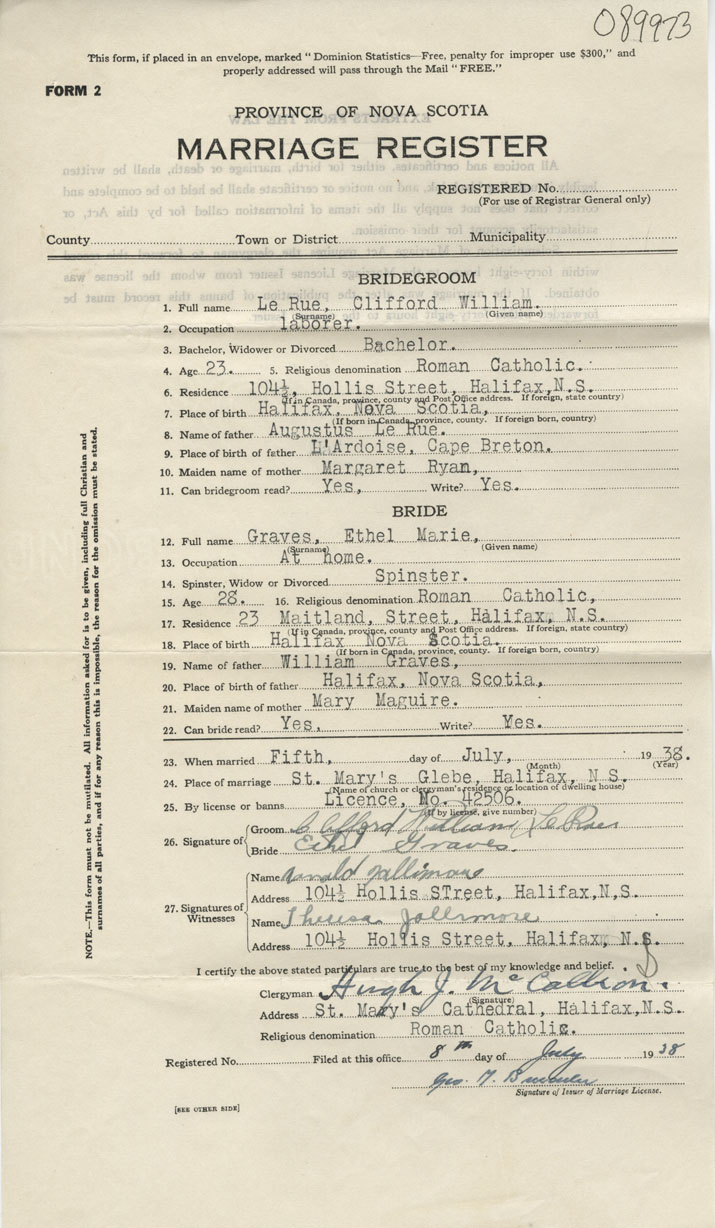 089973
This form, if placed in an envelope, marked "Dominion Statistics—Free, penalty for improper use $300," and
properly addressed will pass through the Mail "FREE."
FORM 2
PROVINCE OF NOVA SCOTIA
MARRIAGE REGISTER
REGISTERED No.
(For use of Registrar General only)
County Town or District Municipality
BRIDEGROOM
1. Full name Le Rue, Clifford William.
(Surname) (Given name)
2. Occupation laborer.
3. Bachelor, Widower or Divorced Bachelor.
4. Age 23. 5. Religious denomination Roman Catholic.
6. Residence 104½, Hollis Street, Halifax,N.S.
(If in Canada, province, county and Post Office address. If foreign, state country)
7. Place of birth Halifax, Nova Scotia,
(If born in Canada, province, county. If foreign born, country)
8. Name of father Augustus Le Rue.
9. Place of birth of father L'Ardoise, Cape Breton.
10. Maiden name of mother Margaret Ryan,
11. Can bridegroom read? Yes, Write? Yes.
BRIDE
12. Full name Graves, Ethel Marie,
(Surname) (Given name)
13. Occupation At home.
14. Spinster, Widow or Divorced Spinster.
15. Age 28. 16. Religious denomination Roman Catholic,
17. Residence 23 Maitland, Street, Halifax, N.S.
(If in Canada, province, county and Post Office address. If foreign, state country)
18. Place of birth Halifax Nova Scotia.
(If born in Canada, province, county. If foreign born, country)
19. Name of father William Graves,
20. Place of birth of father Halifax, Nova Scotia,
21. Maiden name of mother Mary Maguire.
22. Can bride read? Yes, Write? Yes.
23. When married Fifth, day of July, 1938.
(Month) (Year)
24. Place of marriage St. Mary's Glebe, Halifax, N.S.
(Name of church or clergyman's residence or location of dwelling house)
25. By license or banns Licence, No. 42506.
(If by license, give number)
26. Signature of
Groom Clifford William
Bride Ethel Graves.
27. Signatures of Witnesses
Name
Address 104½ Hollis STreet, Halifax,N,S.
Name Theresa
Address 104½ Hollis Street, Halifax, N.S.
I certify the above stated particulars are true to the best of my knowledge and belief.
Clergyman Hugh J.
(Signature)
Address St. Mary's Cathedral, Halifax,N.S.
Religious denomination Roman Catholic.
Registered No. Filed at this office 8th day of July 1938
Geo.
Signature of Issuer of Marriage License.
[SEE OTHER SIDE]
NOTE.—This form must not be mutilated. All information asked for is to be given, including full Christian and
surnames of all parties, and if for any reason this is impossible, the reason for the omission must be stated.